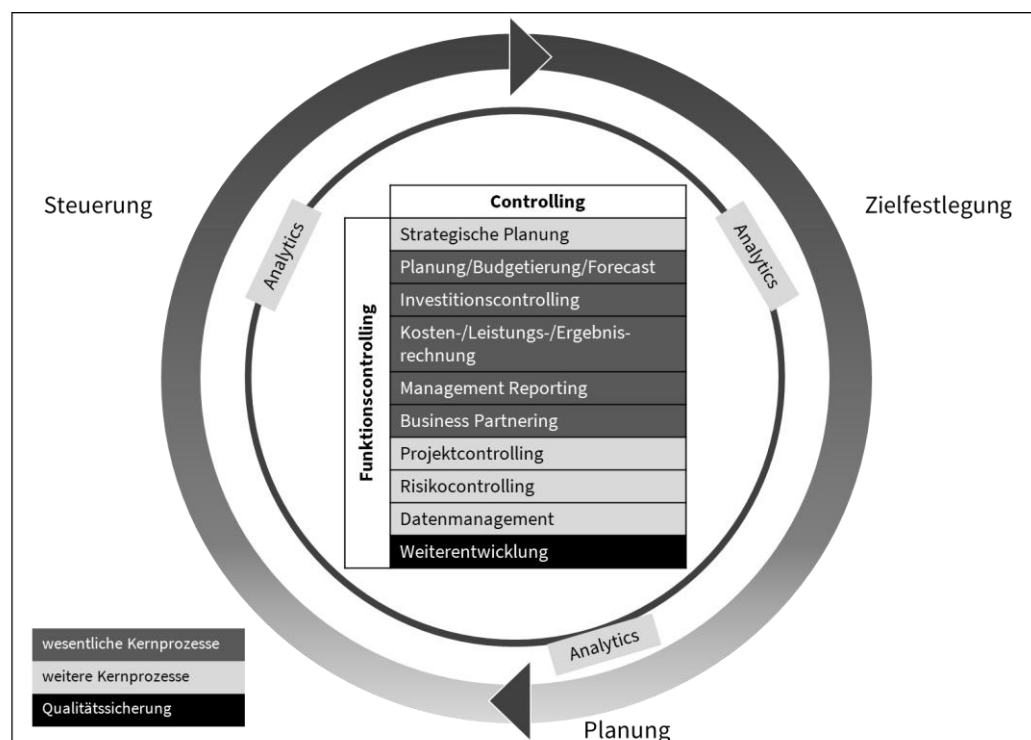 Steuerung
Zielfestlegung
Analytics
Analytics
Controlling
Funktionscontrolling
Strategische Planung
Planung/Budgetierung/Forecast
Investitionscontrolling
Kosten-/Leistungs-/Ergebnis-
rechnung
Management Reporting
Business Partnering
Projektcontrolling
Risikocontrolling
Datenmanagement
Weiterentwicklung
Analytics
wesentliche Kernprozesse
weitere Kernprozesse
Qualitätssicherung
Planung